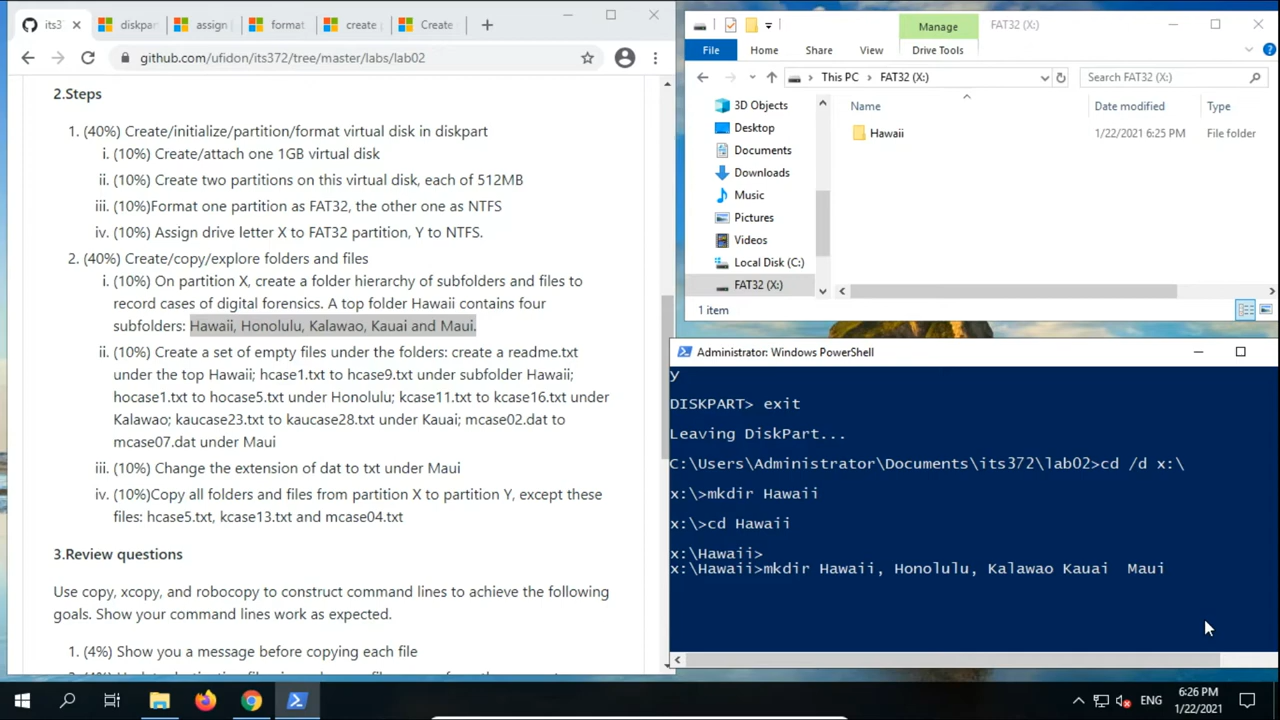 its3
diskpar
assign
format
create
Create
github.com/ufidon/its372/tree/master/labs/lab02
2.Steps
1. (40%) Create/initialize/partition/format virtual disk in diskpart
i. (10%) Create/attach one 1GB virtual disk
ii. (10%) Create two partitions on this virtual disk, each of 512MB
iii. (10%)Format one partition as FAT32, the other one as NTFS
iv. (10%) Assign drive letter X to FAT32 partition, Y to NTFS.
2. (40%) Create/copy/explore folders and files
i. (10%) On partition X, create a folder hierarchy of subfolders and files to
record cases of digital forensics. A top folder Hawaii contains four
subfolders: Hawaii, Honolulu, Kalawao, Kauai and Maui.
ii. (10%) Create a set of empty files under the folders: create a readme.txt
under the top Hawaii; hcase1.txt to hcase9.txt under subfolder Hawaii;
hocase1.txt to hocase5.txt under Honolulu; kcase11.txt to kcase16.txt under
Kalawao; kaucase23.txt to kaucase28.txt under Kauai; mcase02.dat to
mcase07.dat under Maui
iii. (10%) Change the extension of dat to txt under Maui
iv. (10%)Copy all folders and files from partition X to partition Y, except these
files: hcase5.txt, kcase13.txt and mcase04.txt
3.Review questions
Use copy, xcopy, and robocopy to construct command lines to achieve the following
goals. Show your command lines work as expected.
1. (4%) Show you a message before copying each file
Manage
FAT32 (X:)
File
Home
Share
View
Drive Tools
This PC
FAT32 (X:)
Search FAT32 (X:)
3D Objects
Desktop
Documents
Downloads
Music
Pictures
Videos
Local Disk (C:)
FAT32 (X:)
Name
Date modified
Type
Hawaii
1/22/2021 6:25 PM
File folder
1 item
Administrator: Windows PowerShell
y
DISKPART> exit
Leaving DiskPart...
C:\Users\Administrator\Documents\its372\lab02>cd /d x:\
x:\>mkdir Hawaii
x:\>cd Hawaii
x:\Hawaii>
x:\Hawaii>mkdir Hawaii, Honolulu, Kalawao Kauai  Maui
ENG
6:26 PM
1/22/2021